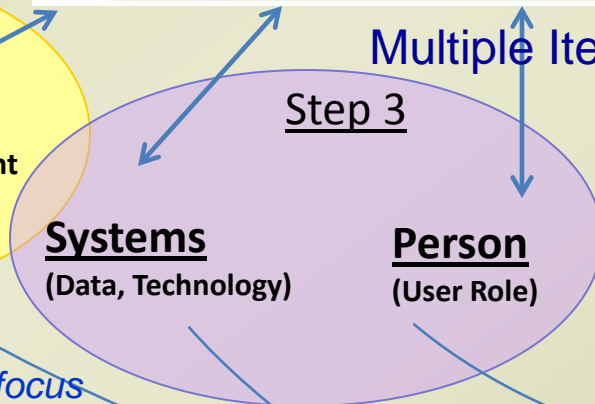 Multiple Ite
Step 3
nt
Systems
Person
(Data, Technology)
(User Role)
focus